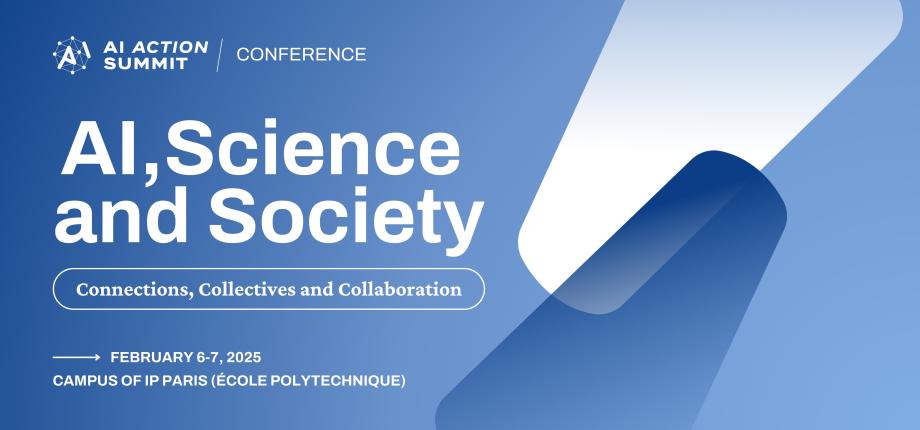 AI ACTION
SUMMIT
CONFERENCE
AI,Science
and Society
Connections, Collectives and Collaboration
FEBRUARY 6-7, 2025
CAMPUS OF IP PARIS (ÉCOLE POLYTECHNIQUE)